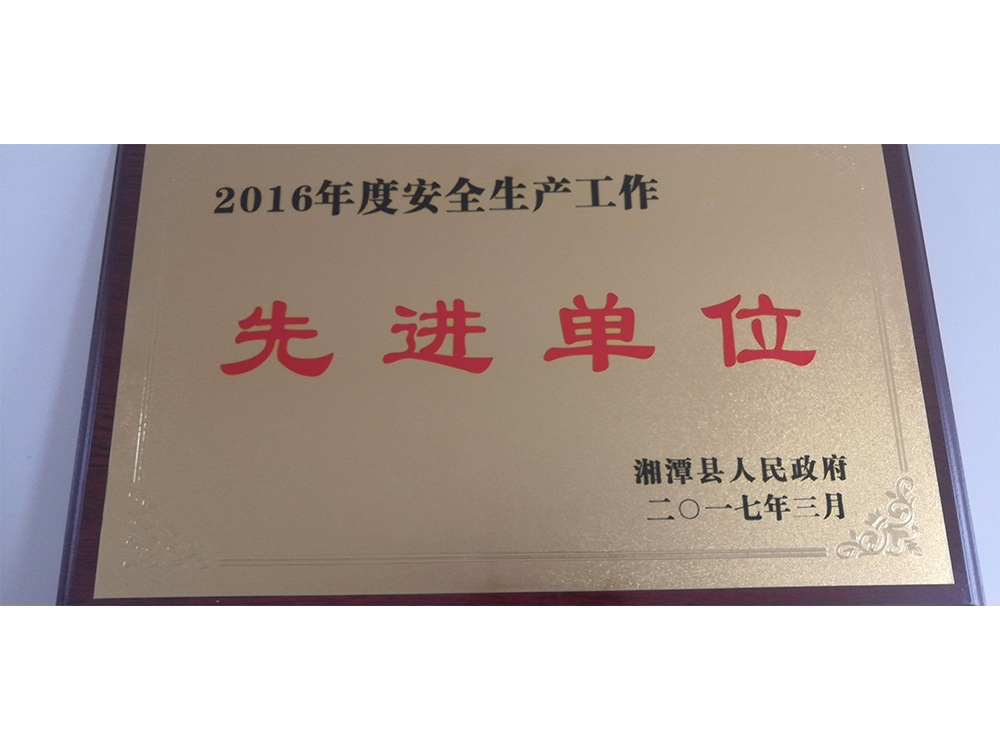 2016年度安全生产工作
先进单位
湘潭县人民政府
二〇一七年三月